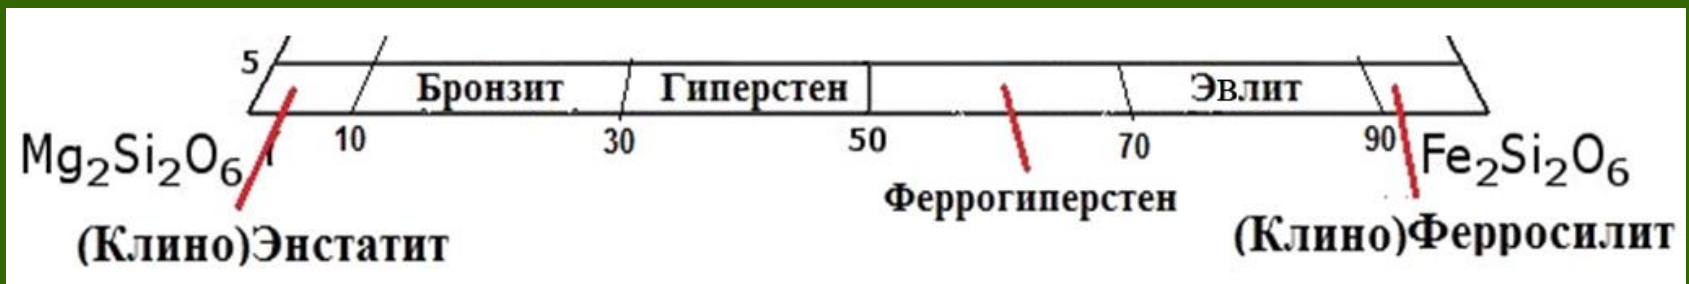 5
Бронзит Гиперстен Эвлит
10 30 50 70 90
Mg₂Si₂O₆ Fe₂Si₂O₆
Феррогиперстен
(Клино)Энстатит (Клино)Ферросилит